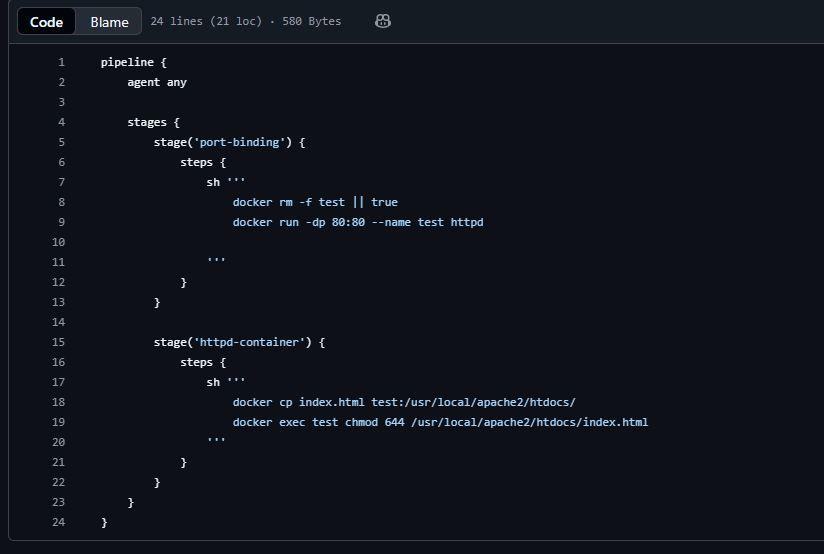 Code Blame 24 lines (21 loc) · 580 Bytes
1 pipeline {
2     agent any
3
4     stages {
5         stage('port-binding') {
6             steps {
7                 sh '''
8                     docker rm -f test || true
9                     docker run -dp 80:80 --name test httpd
10
11                 '''
12             }
13         }
14
15         stage('httpd-container') {
16             steps {
17                 sh '''
18                     docker cp index.html test:/usr/local/apache2/htdocs/
19                     docker exec test chmod 644 /usr/local/apache2/htdocs/index.html
20                 '''
21             }
22         }
23     }
24 }